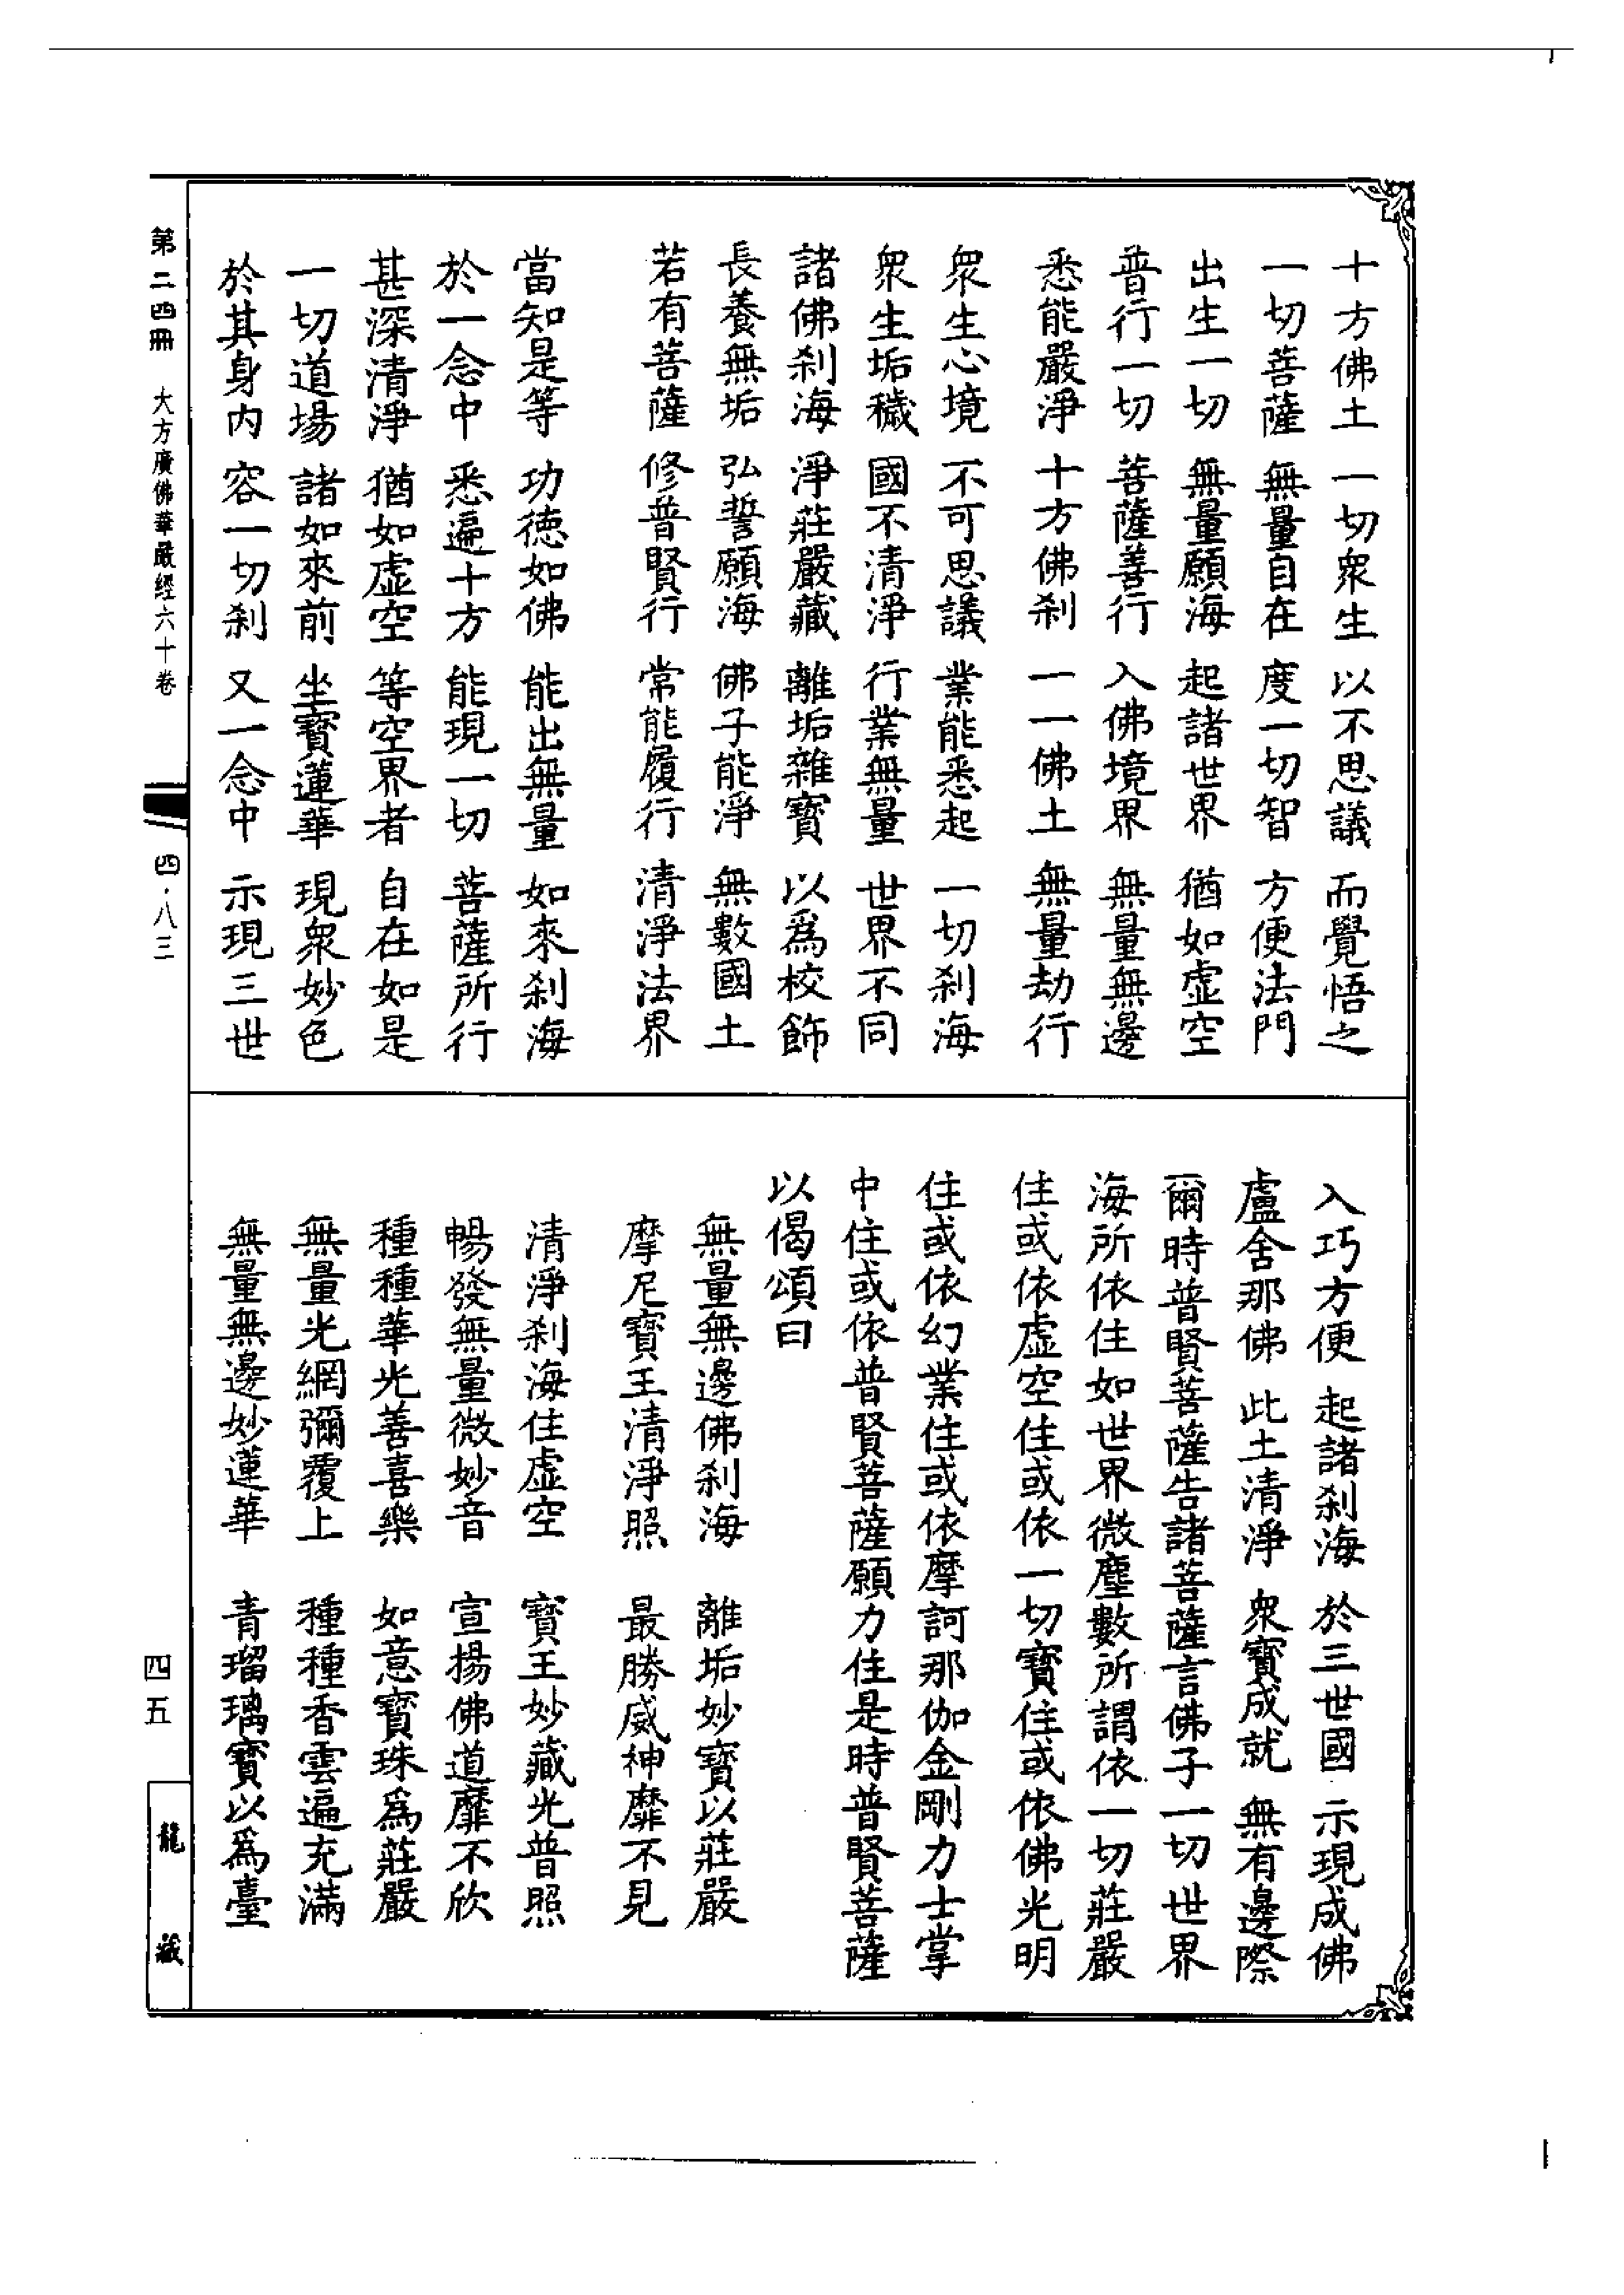 十方佛土 一切衆生 以不思議 而覺悟之
一切菩薩 無量自在 度一切智 方便法門
出生一切 無量願海 起諸世界 猶如虛空
普行一切 菩薩善行 入佛境界 無量無邊
悉能嚴淨 十方佛刹 一一佛土 無量劫行
衆生心境 不可思議 業能悉起 一切刹海
衆生垢穢 國不清淨 行業無量 世界不同
諸佛刹海 淨莊嚴藏 離垢雜寶 以爲校飾
長養無垢 弘誓願海 佛子能淨 無數國土
若有菩薩 修普賢行 常能履行 清淨法界
當知是等 功德如佛 能出無量 如來刹海
於一念中 悉遍十方 能現一切 菩薩所行
甚深清淨 猶如虛空 等空界者 自在如是
一切道場 諸如來前 坐寶蓮華 現衆妙色
於其身內 容一切刹 又一念中 示現三世
入巧方便 起諸刹海 於三世國 示現成佛
盧舍那佛 此土清淨 衆寶成就 無有邊際
爾時普賢菩薩告諸菩薩言佛子一切世界
海所依住如世界微塵數所謂依一切莊嚴
住或依虛空住或依一切寶住或依佛光明
住或依幻業住或依摩訶那伽金剛力士掌
中住或依普賢菩薩願力住是時普賢菩薩
以偈頌曰
無量無邊佛刹海 離垢妙寶以莊嚴
摩尼寶王清淨照 最勝威神靡不見
清淨刹海住虛空 寶王妙藏光普照
暢發無量微妙音 宣揚佛道靡不欣
種種華光善喜樂 如意寶珠爲莊嚴
無量光網彌覆上 種種香雲遍充滿
無量無邊妙蓮華 青瑠璃寶以爲臺
第二四冊 大方廣佛華嚴經六十卷 四·八三
四五
龍藏